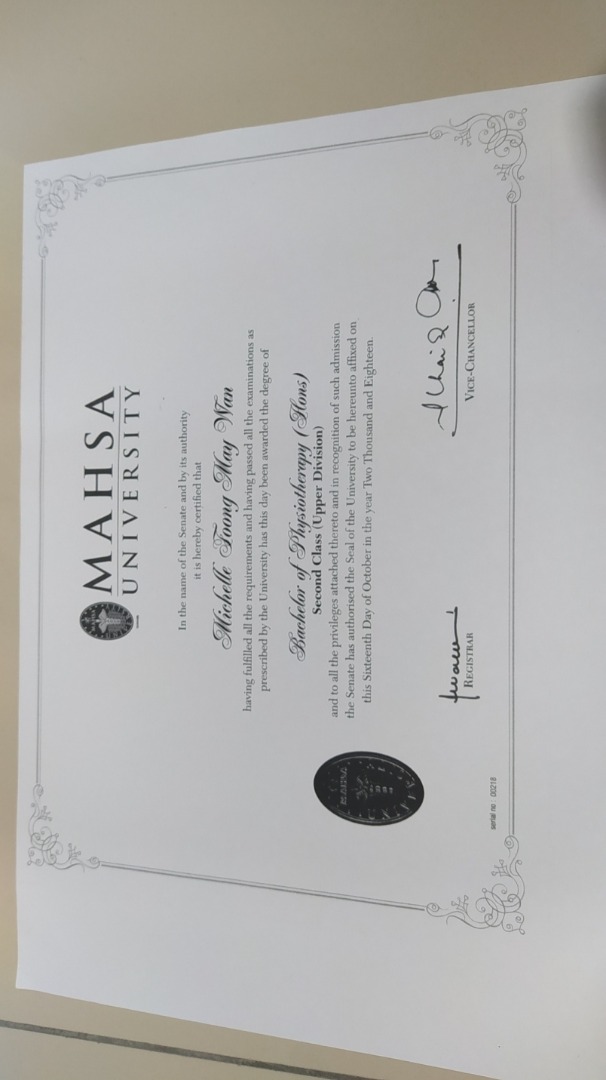 MAHSA
UNIVERSITY
In the name of the Senate and by its authority
it is hereby certified that
Michelle Toong May Wan
having fulfilled all the requirements and having passed all the examinations as
prescribed by the University has this day been awarded the degree of
Bachelor of Physiotherapy (Hons)
Second Class (Upper Division)
and to all the privileges attached thereto and in recognition of such admission
the Senate has authorised the Seal of the University to be hereunto affixed on
this Sixteenth Day of October in the year Two Thousand and Eighteen.
REGISTRAR
VICE-CHANCELLOR
serial no : 00218